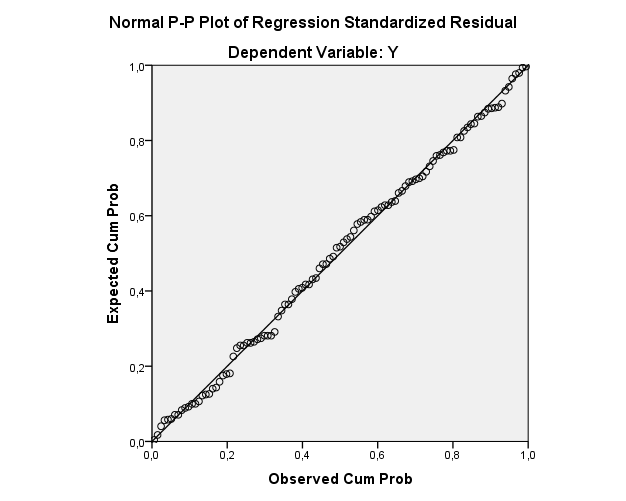 Normal P-P Plot of Regression Standardized Residual
Dependent Variable: Y
1,0
0,8
0,6
0,4
0,2
0,0
Expected Cum Prob
0,0 0,2 0,4 0,6 0,8 1,0
Observed Cum Prob